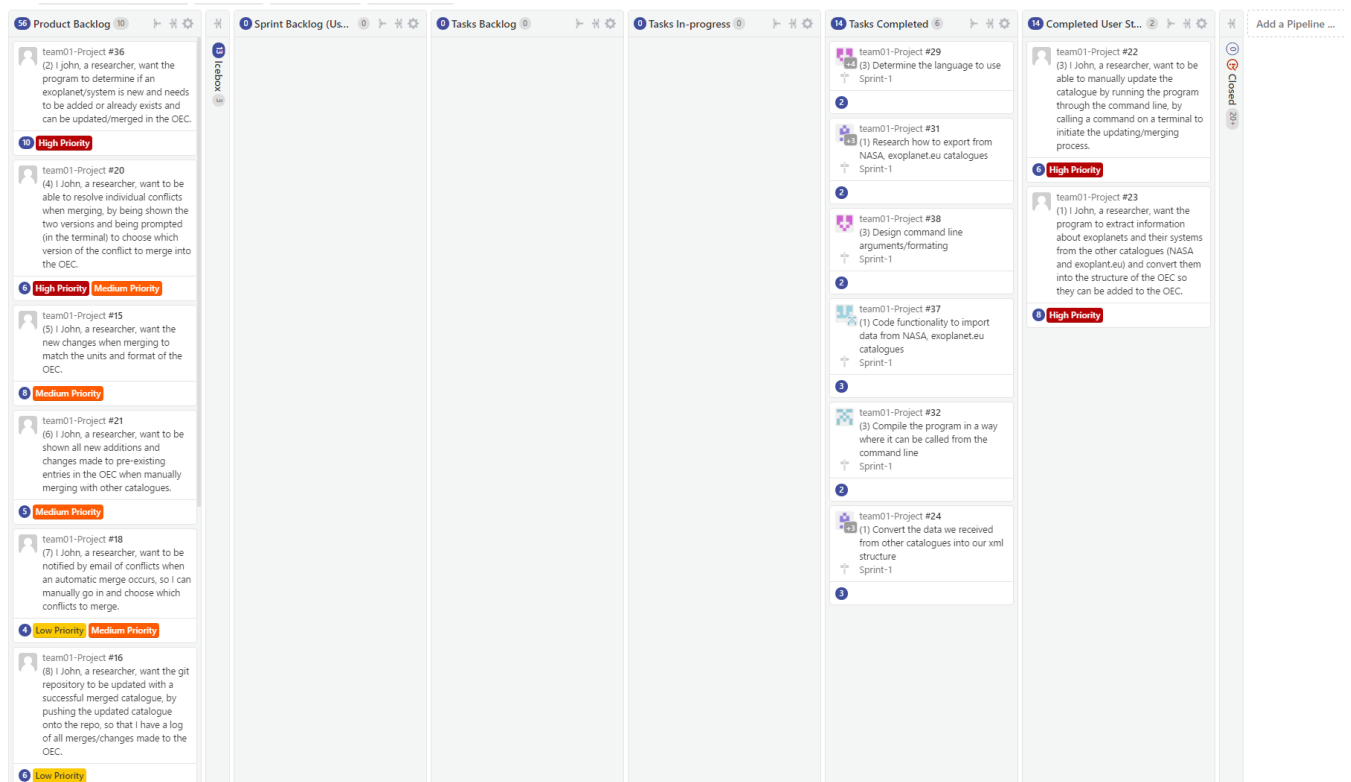 56 Product Backlog 10
team01-Project #36
(2) I john, a researcher, want the
program to determine if an
exoplanet/system is new and needs
to be added or already exists and
can be updated/merged in the OEC.
10 High Priority
team01-Project #20
(4) I John, a researcher, want to be
able to resolve individual conflicts
when merging, by being shown the
two versions and being prompted
(in the terminal) to choose which
version of the conflict to merge into
the OEC.
6 High Priority Medium Priority
team01-Project #15
(5) I John, a researcher, want the
new changes when merging to
match the units and format of the
OEC.
8 Medium Priority
team01-Project #21
(6) I John, a researcher, want to be
shown all new additions and
changes made to pre-existing
entries in the OEC when manually
merging with other catalogues.
5 Medium Priority
team01-Project #18
(7) I John, a researcher, want to be
notified by email of conflicts when
an automatic merge occurs, so I can
manually go in and choose which
conflicts to merge.
4 Low Priority Medium Priority
team01-Project #16
(8) I John, a researcher, want the git
repository to be updated with a
successful merged catalogue, by
pushing the updated catalogue
onto the repo, so that I have a log
of all merges/changes made to the
OEC.
6 Low Priority
13 Icebox 3
0 Sprint Backlog (Us... 0
0 Tasks Backlog 0
0 Tasks In-progress 0
14 Tasks Completed 6
team01-Project #29
+4 (3) Determine the language to use
Sprint-1
2
team01-Project #31
+3 (1) Research how to export from
NASA, exoplanet.eu catalogues
Sprint-1
2
team01-Project #38
(3) Design command line
arguments/formating
Sprint-1
2
team01-Project #37
(1) Code functionality to import
data from NASA, exoplanet.eu
catalogues
Sprint-1
3
team01-Project #32
(3) Compile the program in a way
where it can be called from the
command line
Sprint-1
2
team01-Project #24
+3 (1) Convert the data we received
from other catalogues into our xml
structure
Sprint-1
3
14 Completed User St... 2
team01-Project #22
(3) I John, a researcher, want to be
able to manually update the
catalogue by running the program
through the command line, by
calling a command on a terminal to
initiate the updating/merging
process.
6 High Priority
team01-Project #23
(1) I John, a researcher, want the
program to extract information
about exoplanets and their systems
from the other catalogues (NASA
and exoplant.eu) and convert them
into the structure of the OEC so
they can be added to the OEC.
8 High Priority
0 Closed 20+
Add a Pipeline ...